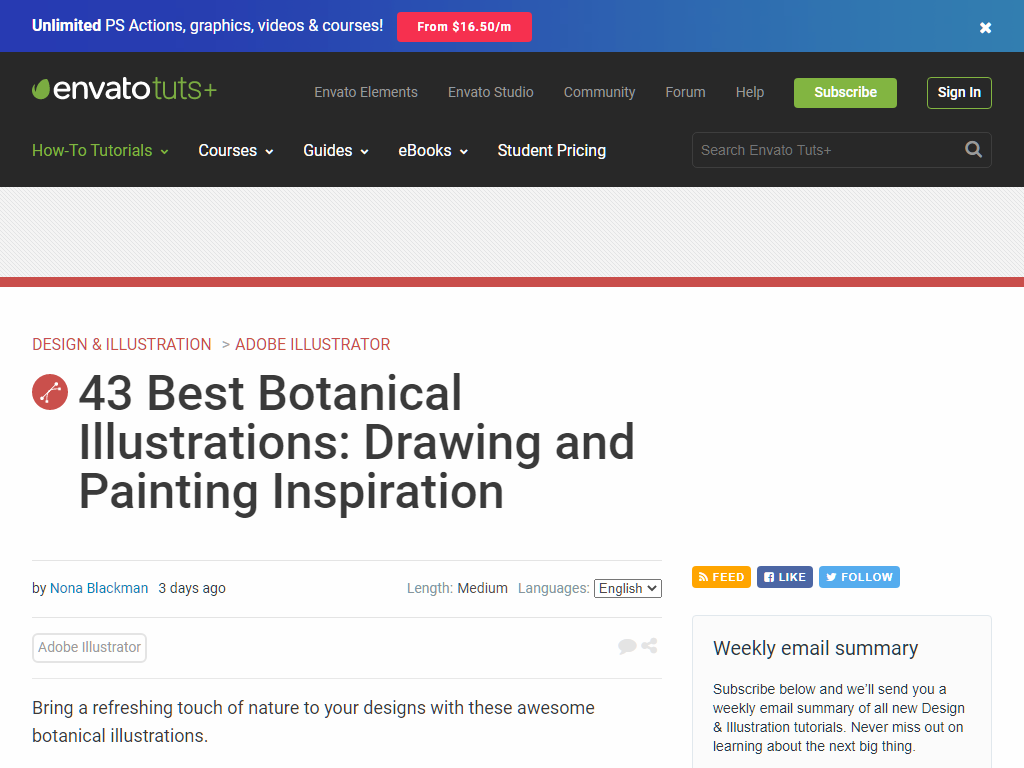 Unlimited PS Actions, graphics, videos & courses!
From $16.50/m
envatotuts+
Envato Elements
Envato Studio
Community
Forum
Help
Subscribe
Sign In
How-To Tutorials
Courses
Guides
eBooks
Student Pricing
Search Envato Tuts+
DESIGN & ILLUSTRATION > ADOBE ILLUSTRATOR
43 Best Botanical
Illustrations: Drawing and
Painting Inspiration
by Nona Blackman 3 days ago
Length: Medium Languages: English
FEED
LIKE
FOLLOW
Adobe Illustrator
Bring a refreshing touch of nature to your designs with these awesome
botanical illustrations.
Weekly email summary
Subscribe below and we'll send you a
weekly email summary of all new Design
& Illustration tutorials. Never miss out on
learning about the next big thing.